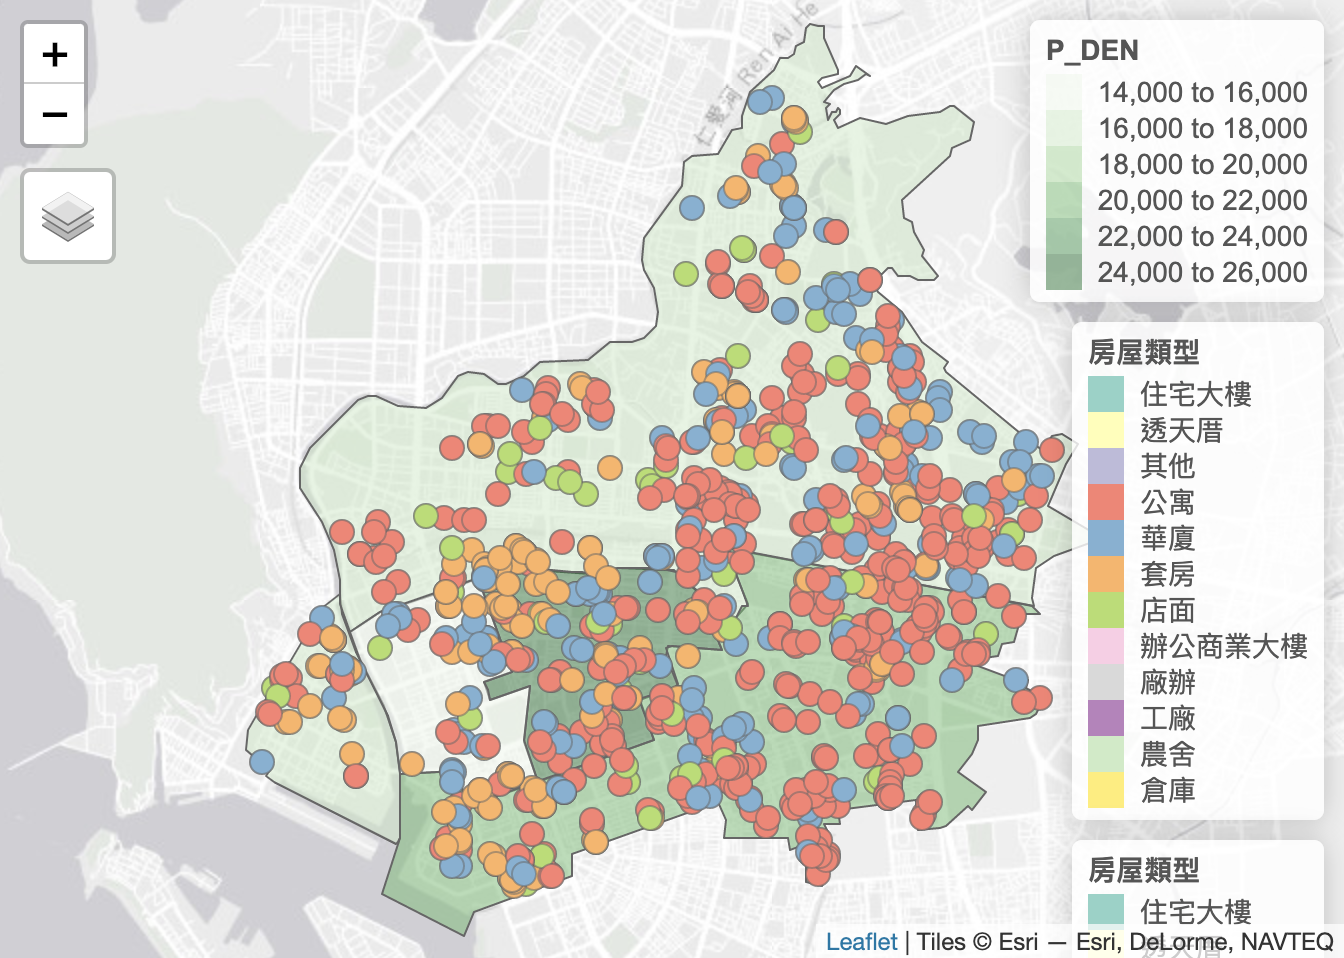 +
−
仁愛河 Ren Ai He
P_DEN
14,000 to 16,000
16,000 to 18,000
18,000 to 20,000
20,000 to 22,000
22,000 to 24,000
24,000 to 26,000
房屋類型
住宅大樓
透天厝
其他
公寓
華廈
套房
店面
辦公商業大樓
廠辦
工廠
農舍
倉庫
房屋類型
住宅大樓
透天厝
Leaflet | Tiles © Esri — Esri, DeLorme, NAVTEQ